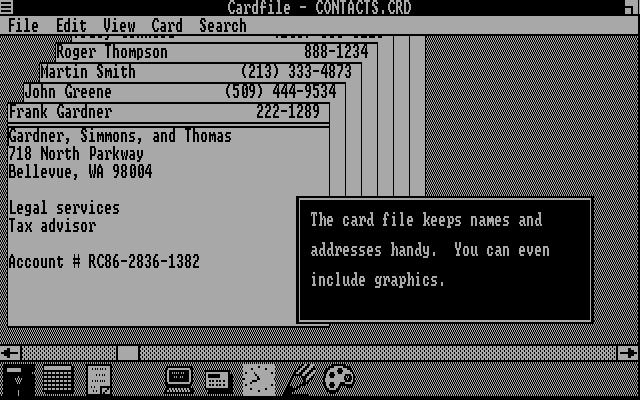 Cardfile - CONTACTS.CRD
File Edit View Card Search
Roger Thompson 888-1234
Martin Smith (213) 333-4873
John Greene (509) 444-9534
Frank Gardner 222-1289
Gardner, Simmons, and Thomas
718 North Parkway
Bellevue, WA 98004
Legal services
Tax advisor
Account # RC86-2836-1382
The card file keeps names and
addresses handy. You can even
include graphics.